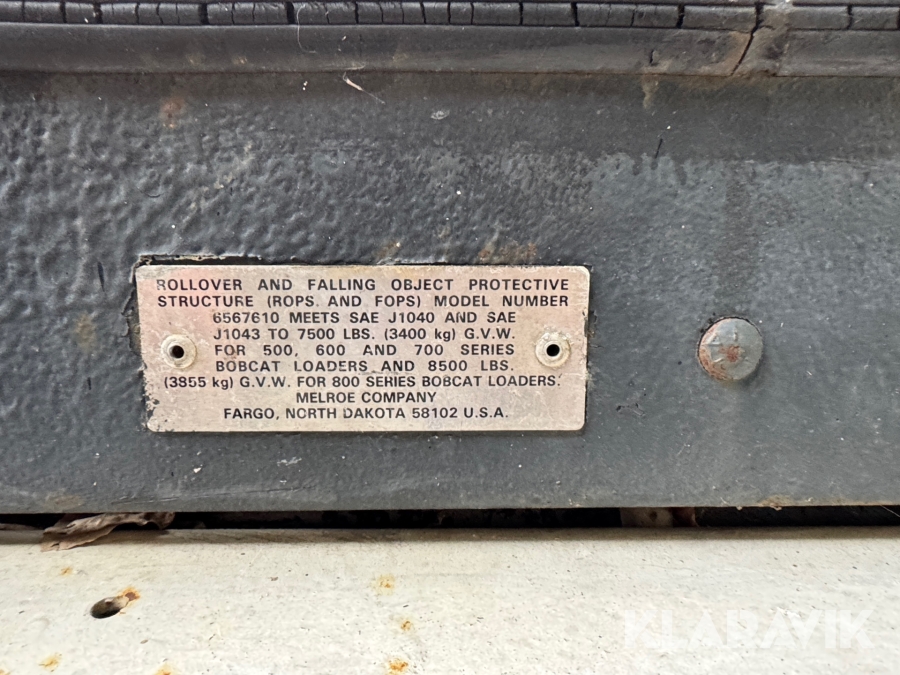 ROLLOVER AND FALLING OBJECT PROTECTIVE
STRUCTURE (ROPS. AND FOPS) MODEL NUMBER
6567610 MEETS SAE J1040 AND SAE
J1043 TO 7500 LBS. (3400 kg) G.V.W.
FOR 500, 600 AND 700 SERIES
BOBCAT LOADERS AND 8500 LBS.
(3855 kg) G.V.W. FOR 800 SERIES BOBCAT LOADERS.
MELROE COMPANY
FARGO, NORTH DAKOTA 58102 U.S.A.
KLARAVIK